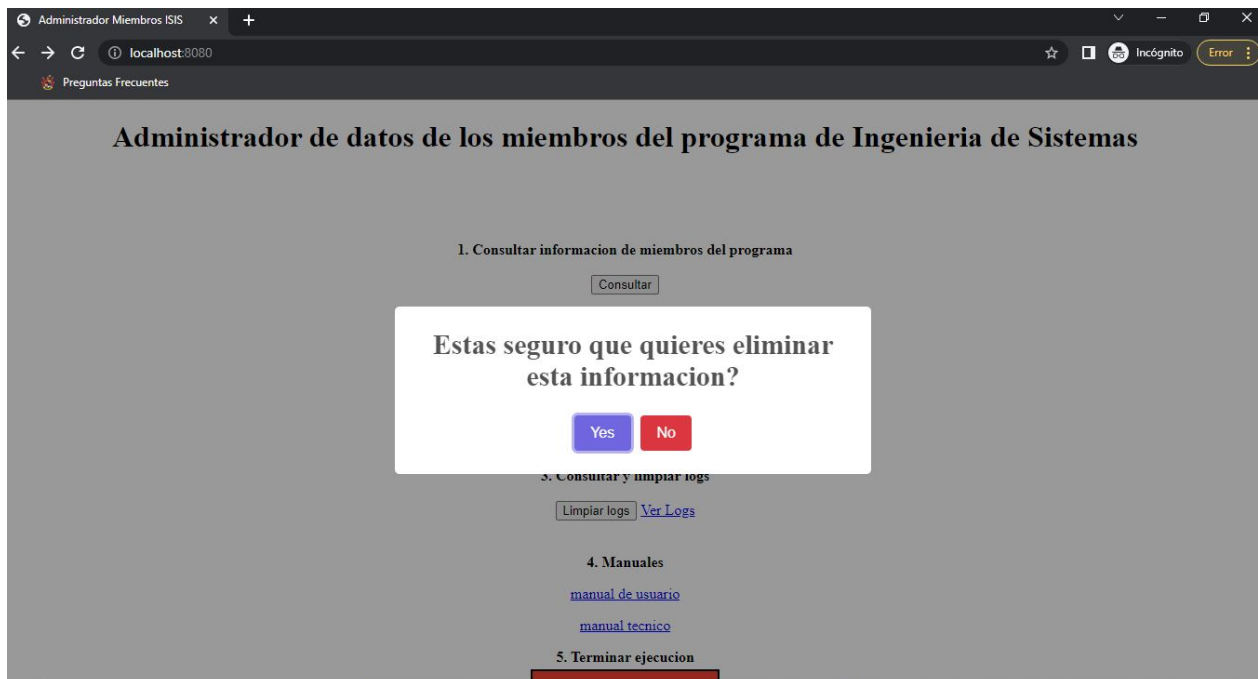 Administrador Miembros ISIS
localhost:8080
Incógnito
Error
Preguntas Frecuentes
Administrador de datos de los miembros del programa de Ingenieria de Sistemas
1. Consultar informacion de miembros del programa
Consultar
Estas seguro que quieres eliminar
esta informacion?
Yes No
3. Consultar y limpiar logs
Limpiar logs Ver Logs
4. Manuales
manual de usuario
manual tecnico
5. Terminar ejecucion